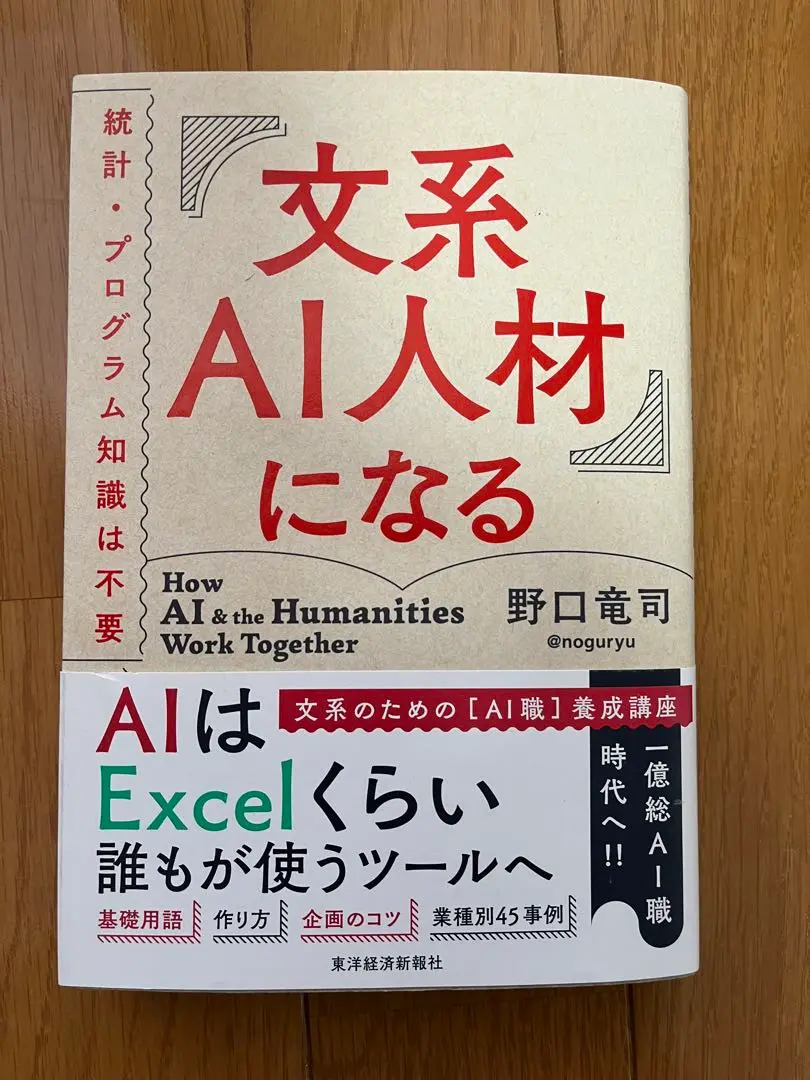 統計・プログラム知識は不要
文系
AI人材
になる
How
AI & the Humanities
Work Together
野口竜司
@noguryu
文系のための[AI職]養成講座
AIは
Excelくらい
誰もが使うツールへ
一億総AI職
時代へ!!
基礎用語
作り方
企画のコツ
業種別45事例
東洋経済新報社